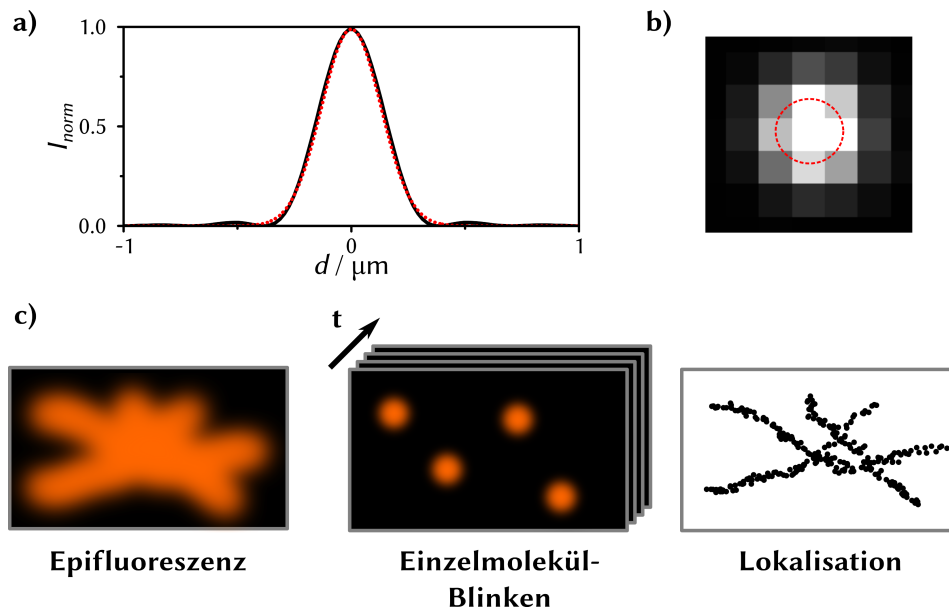 a)
1.0
0.5
0.0
I_norm
-1
0
1
d / μm
b)
c)
t
Epifluoreszenz
Einzelmolekül-
Blinken
Lokalisation